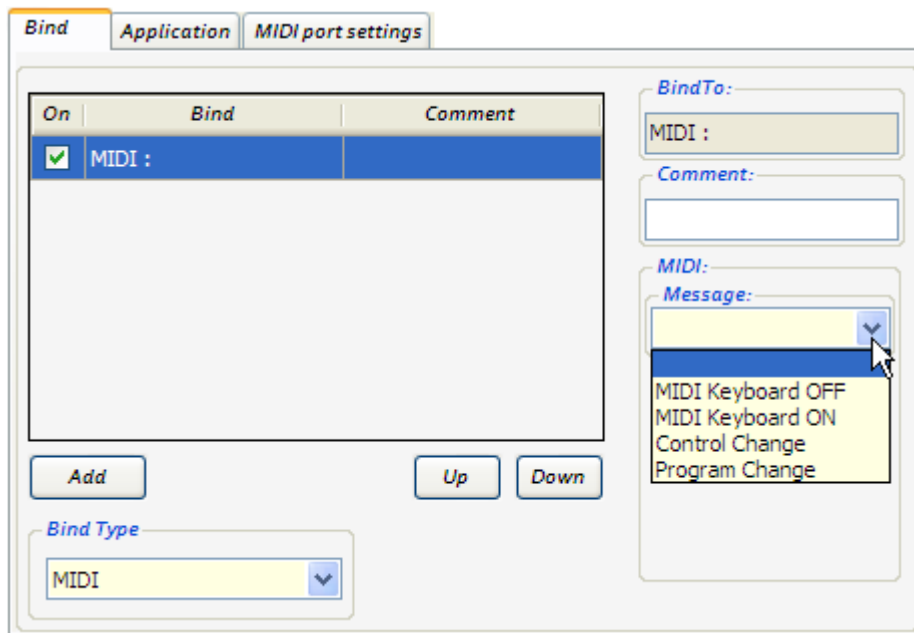 Bind Application MIDI port settings
On Bind Comment
MIDI :
Add Up Down
Bind Type
MIDI
BindTo:
MIDI :
Comment:
MIDI:
Message:
MIDI Keyboard OFF
MIDI Keyboard ON
Control Change
Program Change